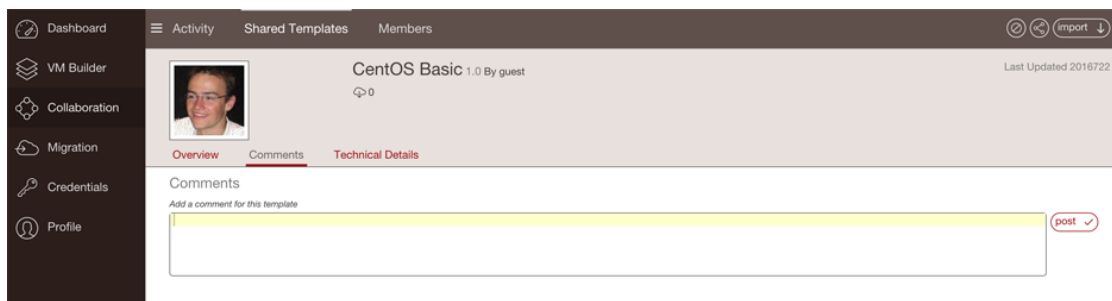 Dashboard
VM Builder
Collaboration
Migration
Credentials
Profile
Activity Shared Templates Members import
CentOS Basic 1.0 By guest
0
Last Updated 2016722
Overview Comments Technical Details
Comments
Add a comment for this template
post